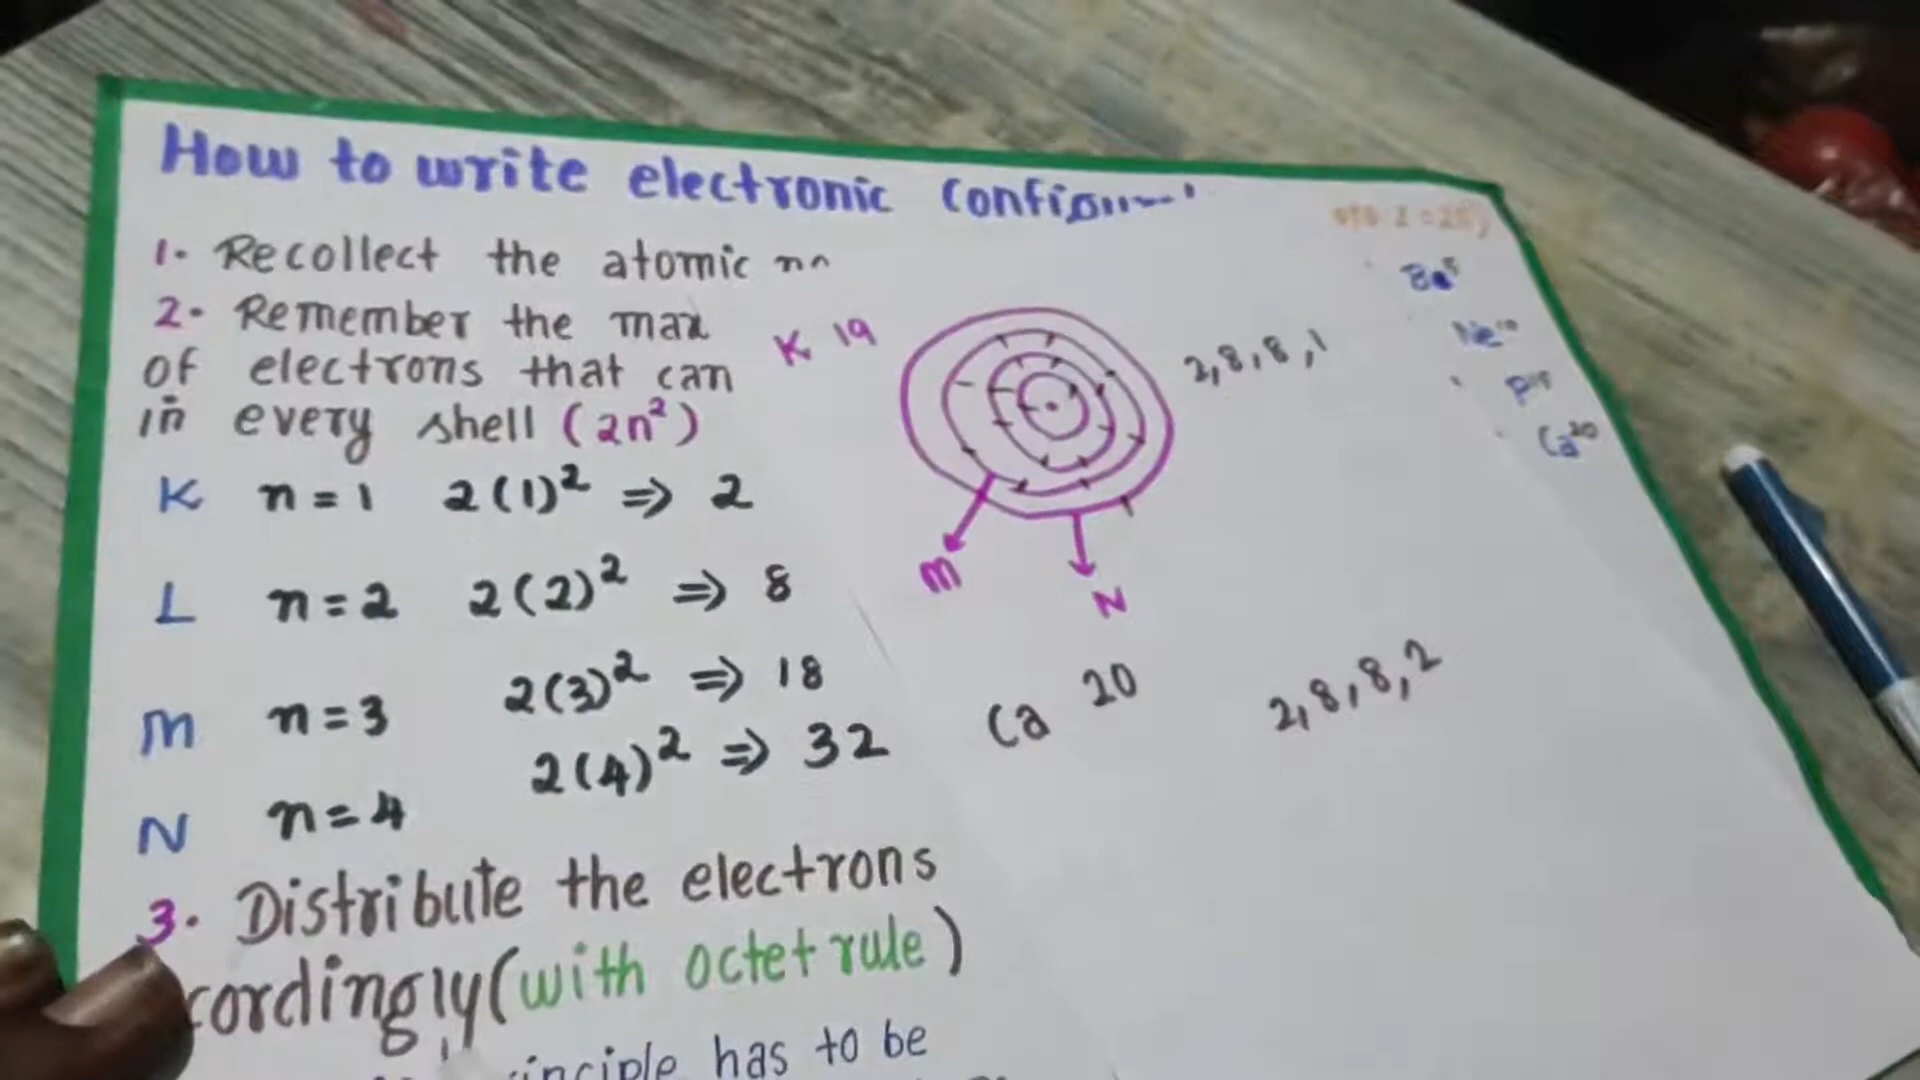 How to write electronic
1. Recollect the atomic
2. Remember the max
of electrons that can
in every shell (2n²)
K n = 1 2(1)² ⇒ 2
L n = 2 2(2)² ⇒ 8
M n = 3 2(3)² ⇒ 18
N n = 4 2(4)² ⇒ 32
3. Distribute the electrons
cordingly (with octet rule)
inciple has to be
K 19
2,8,8,1
M
N
Ca 20 2,8,8,2
Ne¹⁰
Ca²⁰